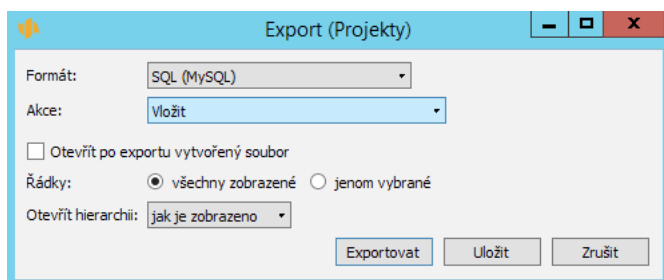 Export (Projekty)
Formát: SQL (MySQL)
Akce: Vložit
Otevřít po exportu vytvořený soubor
Řádky: všechny zobrazené jenom vybrané
Otevřít hierarchii: jak je zobrazeno
Exportovat Uložit Zrušit